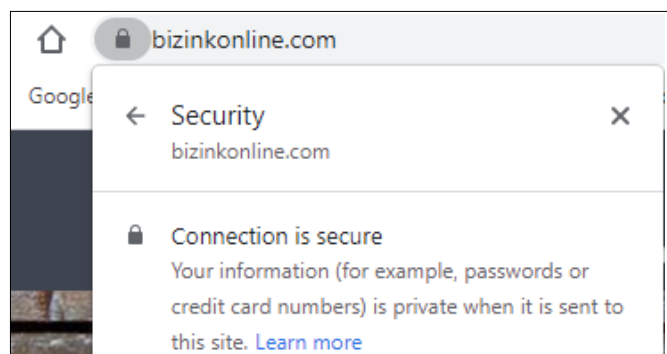 bizinkonline.com
Google
Security
bizinkonline.com
Connection is secure
Your information (for example, passwords or
credit card numbers) is private when it is sent to
this site. Learn more